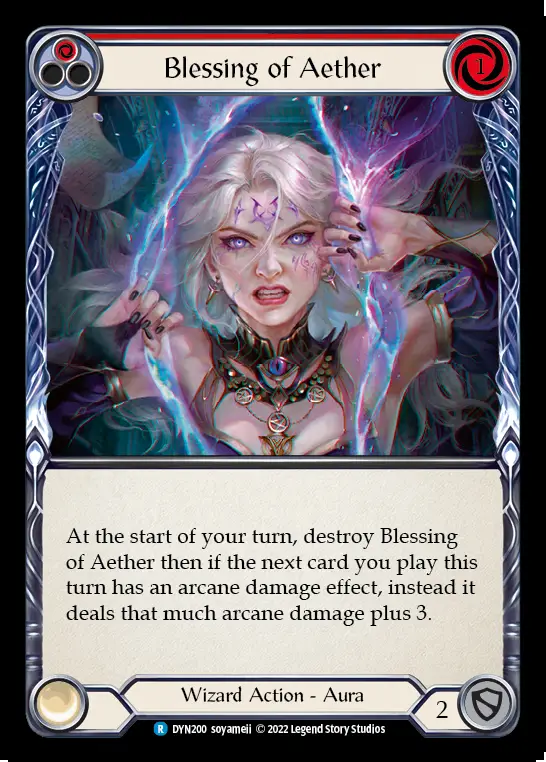 Blessing of Aether
1
At the start of your turn, destroy Blessing
of Aether then if the next card you play this
turn has an arcane damage effect, instead it
deals that much arcane damage plus 3.
Wizard Action - Aura
2
R DYN200 soyameii © 2022 Legend Story Studios